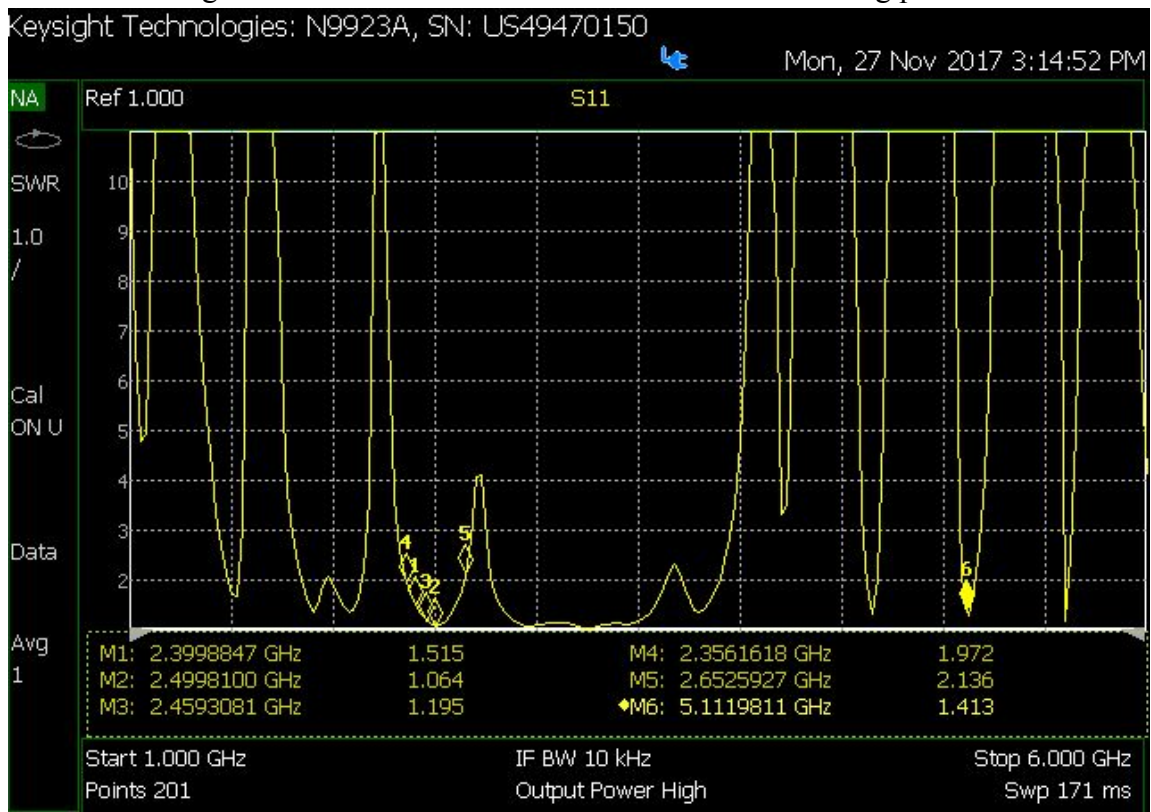 Keysight Technologies: N9923A, SN: US49470150
Mon, 27 Nov 2017 3:14:52 PM
NA
Ref 1.000
S11
SWR
1.0
/
Cal
ON U
Data
Avg
1
10
9
8
7
6
5
4
3
2
4
1
3
2
5
6
M1: 2.3998847 GHz 1.515
M2: 2.4998100 GHz 1.064
M3: 2.4593081 GHz 1.195
M4: 2.3561618 GHz 1.972
M5: 2.6525927 GHz 2.136
M6: 5.1119811 GHz 1.413
Start 1.000 GHz
IF BW 10 kHz
Stop 6.000 GHz
Points 201
Output Power High
Swp 171 ms